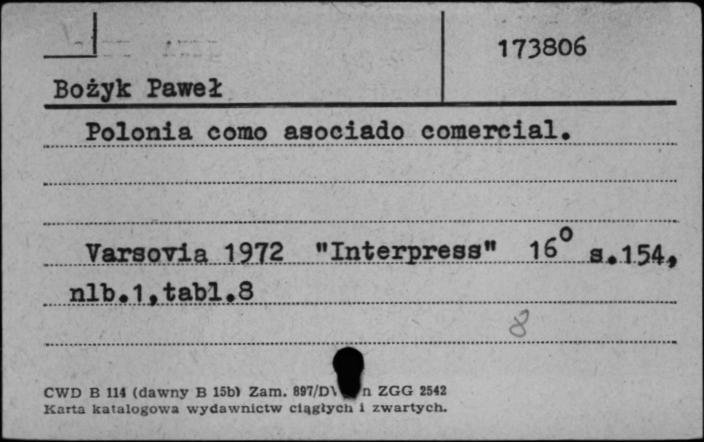 173806
Bożyk Paweł
Polonia como asociado comercial.
Varsovia 1972 "Interpress" 16° s.154,
nlb.1,tabl.8
8
CWD B 114 (dawny B 15b) Zam. 897/D n ZGG 2542
Karta katalogowa wydawnictw ciągłych i zwartych.